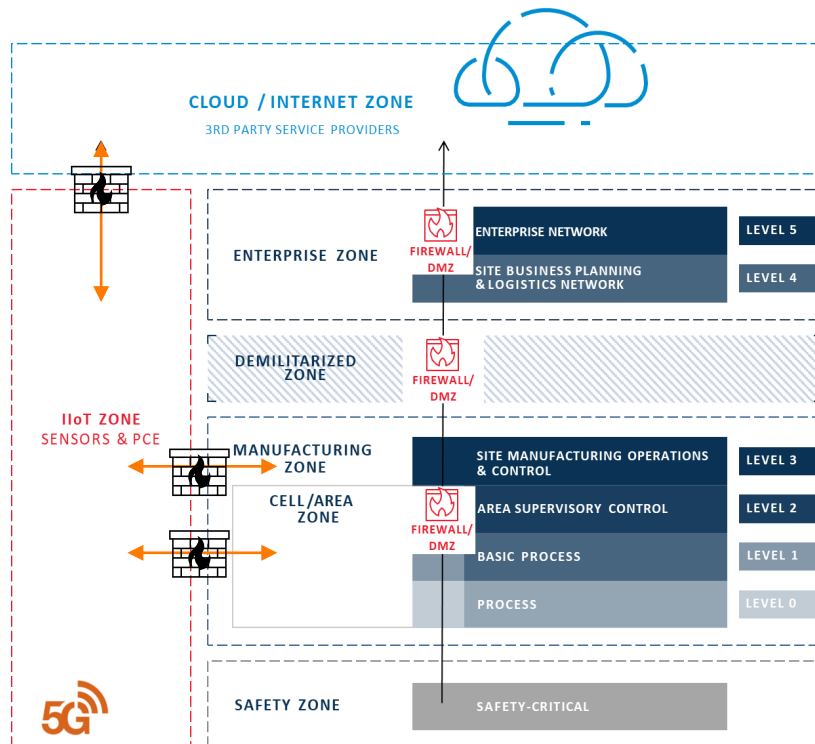 CLOUD / INTERNET ZONE
3RD PARTY SERVICE PROVIDERS
ENTERPRISE ZONE
FIREWALL/
DMZ
ENTERPRISE NETWORK
LEVEL 5
SITE BUSINESS PLANNING
& LOGISTICS NETWORK
LEVEL 4
DEMILITARIZED
ZONE
FIREWALL/
DMZ
IIoT ZONE
SENSORS & PCE
MANUFACTURING
ZONE
SITE MANUFACTURING OPERATIONS
& CONTROL
LEVEL 3
CELL/AREA
ZONE
FIREWALL/
DMZ
AREA SUPERVISORY CONTROL
LEVEL 2
BASIC PROCESS
LEVEL 1
PROCESS
LEVEL 0
5G
SAFETY ZONE
SAFETY-CRITICAL